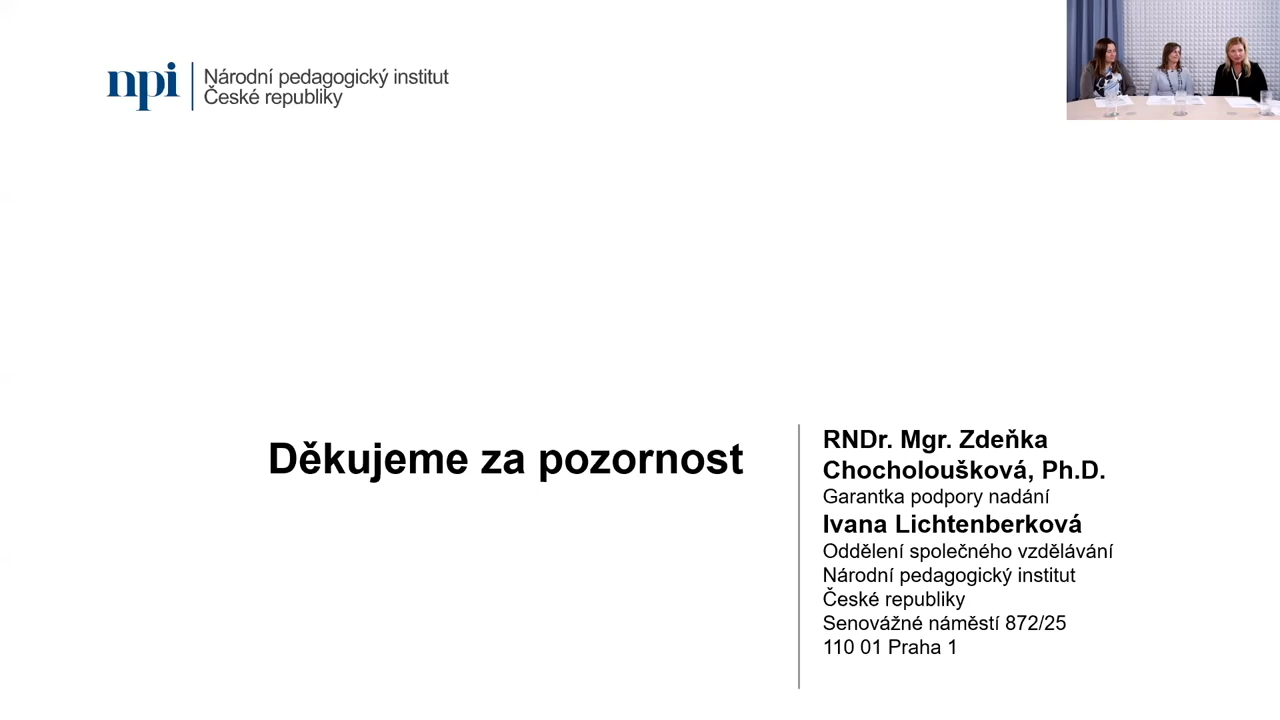 npi
Národní pedagogický institut
České republiky
Děkujeme za pozornost
RNDr. Mgr. Zdeňka
Chocholoušková, Ph.D.
Garantka podpory nadání
Ivana Lichtenberková
Oddělení společného vzdělávání
Národní pedagogický institut
České republiky
Senovážné náměstí 872/25
110 01 Praha 1